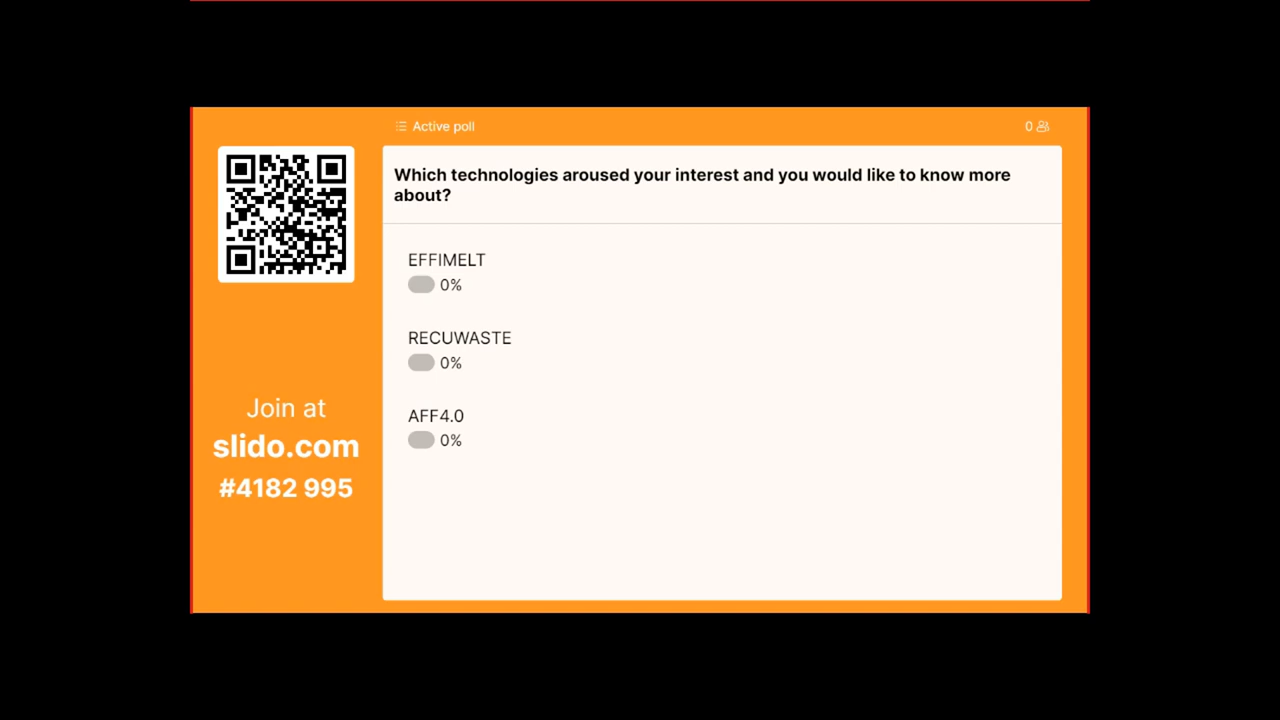 Active poll
0
Which technologies aroused your interest and you would like to know more
about?
EFFIMELT
0%
RECUWASTE
0%
AFF4.0
0%
Join at
slido.com
#4182 995